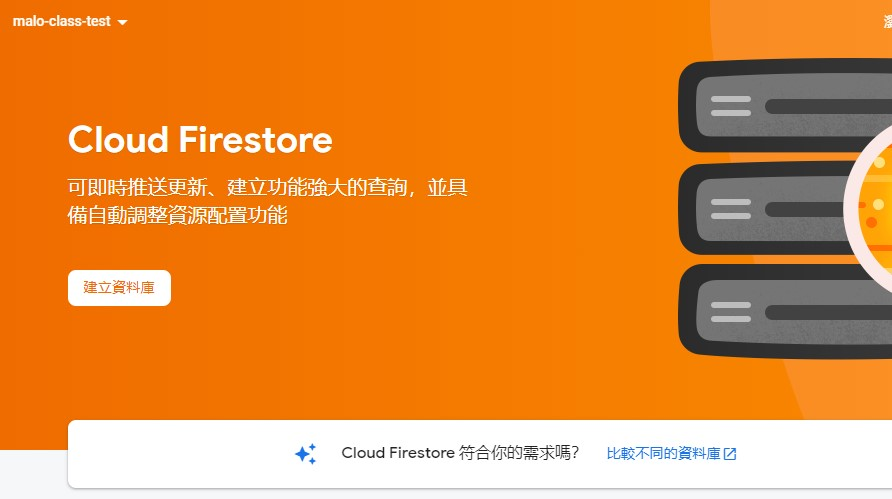 malo-class-test
Cloud Firestore
可即時推送更新、建立功能強大的查詢，並具
備自動調整資源配置功能
建立資料庫
Cloud Firestore 符合你的需求嗎？
比較不同的資料庫